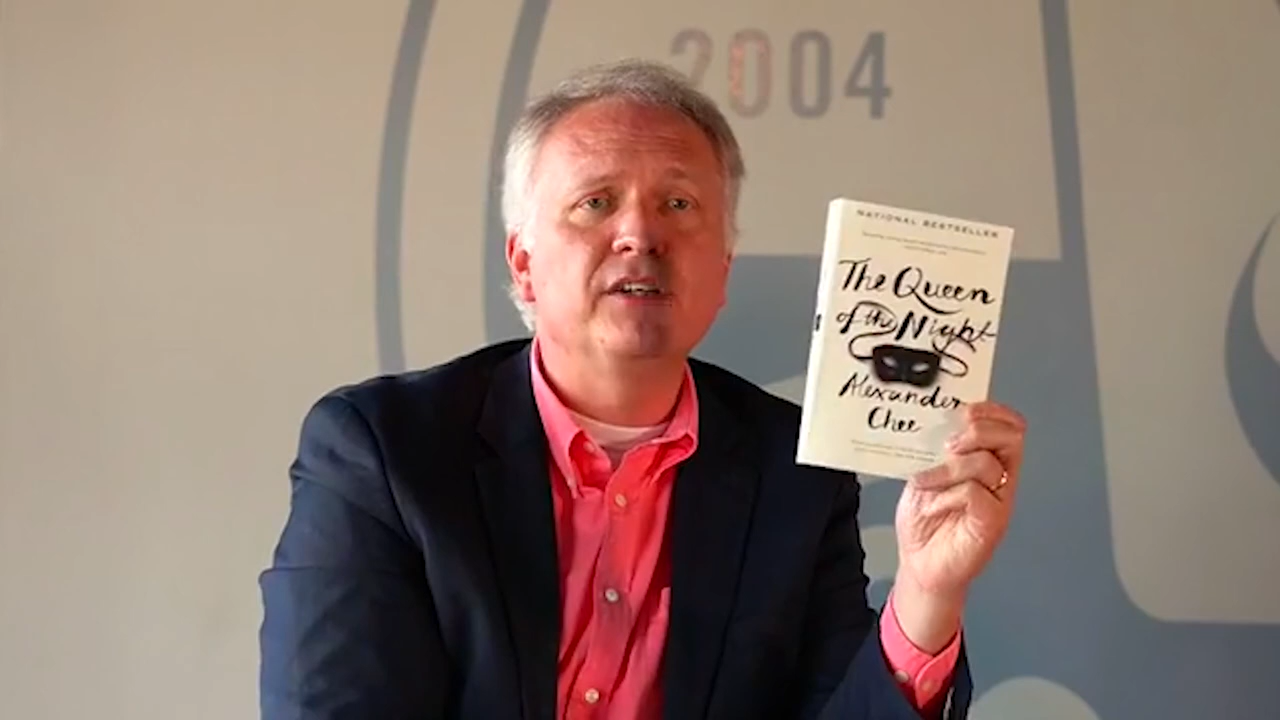 2004
NATIONAL BESTSELLER
The Queen
of the Night
Alexander
Chee